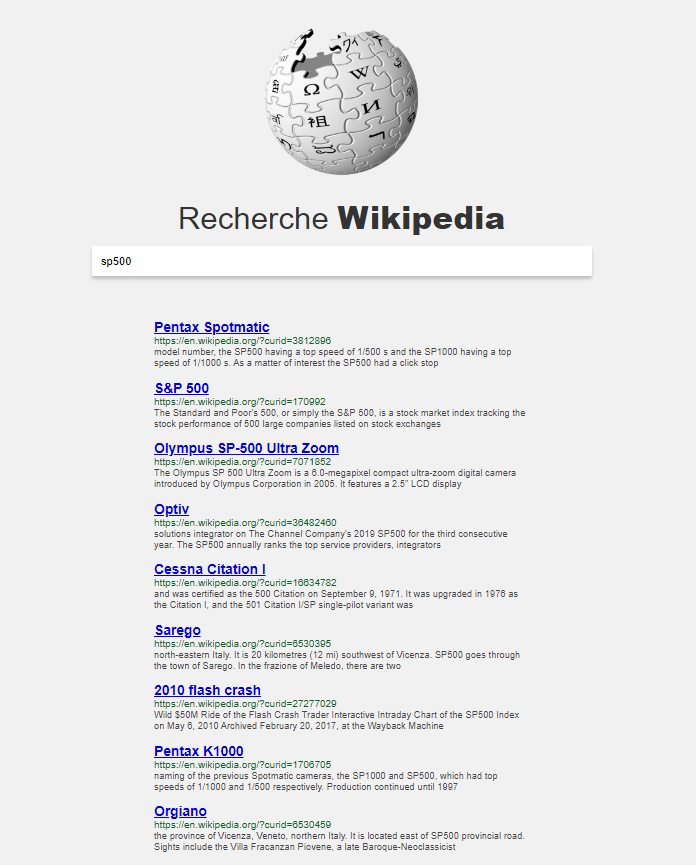 Ω W
祖 И
Recherche Wikipedia
sp500
Pentax Spotmatic
https://en.wikipedia.org/?curid=3812896
model number, the SP500 having a top speed of 1/500 s and the SP1000 having a top
speed of 1/1000 s. As a matter of interest the SP500 had a click stop
S&P 500
https://en.wikipedia.org/?curid=170992
The Standard and Poor's 500, or simply the S&P 500, is a stock market index tracking the
stock performance of 500 large companies listed on stock exchanges
Olympus SP-500 Ultra Zoom
https://en.wikipedia.org/?curid=7071852
The Olympus SP 500 Ultra Zoom is a 6.0-megapixel compact ultra-zoom digital camera
introduced by Olympus Corporation in 2005. It features a 2.5" LCD display
Optiv
https://en.wikipedia.org/?curid=36482460
solutions integrator on The Channel Company's 2019 SP500 for the third consecutive
year. The SP500 annually ranks the top service providers, integrators
Cessna Citation I
https://en.wikipedia.org/?curid=16634782
and was certified as the 500 Citation on September 9, 1971. It was upgraded in 1976 as
the Citation I, and the 501 Citation I/SP single-pilot variant was
Sarego
https://en.wikipedia.org/?curid=6530395
north-eastern Italy. It is 20 kilometres (12 mi) southwest of Vicenza. SP500 goes through
the town of Sarego. In the frazione of Meledo, there are two
2010 flash crash
https://en.wikipedia.org/?curid=27277029
Wild $50M Ride of the Flash Crash Trader Interactive Intraday Chart of the SP500 Index
on May 6, 2010 Archived February 20, 2017, at the Wayback Machine
Pentax K1000
https://en.wikipedia.org/?curid=1706705
naming of the previous Spotmatic cameras, the SP1000 and SP500, which had top
speeds of 1/1000 and 1/500 respectively. Production continued until 1997
Orgiano
https://en.wikipedia.org/?curid=6530459
the province of Vicenza, Veneto, northern Italy. It is located east of SP500 provincial road.
Sights include the Villa Fracanzan Piovene, a late Baroque-Neoclassicist